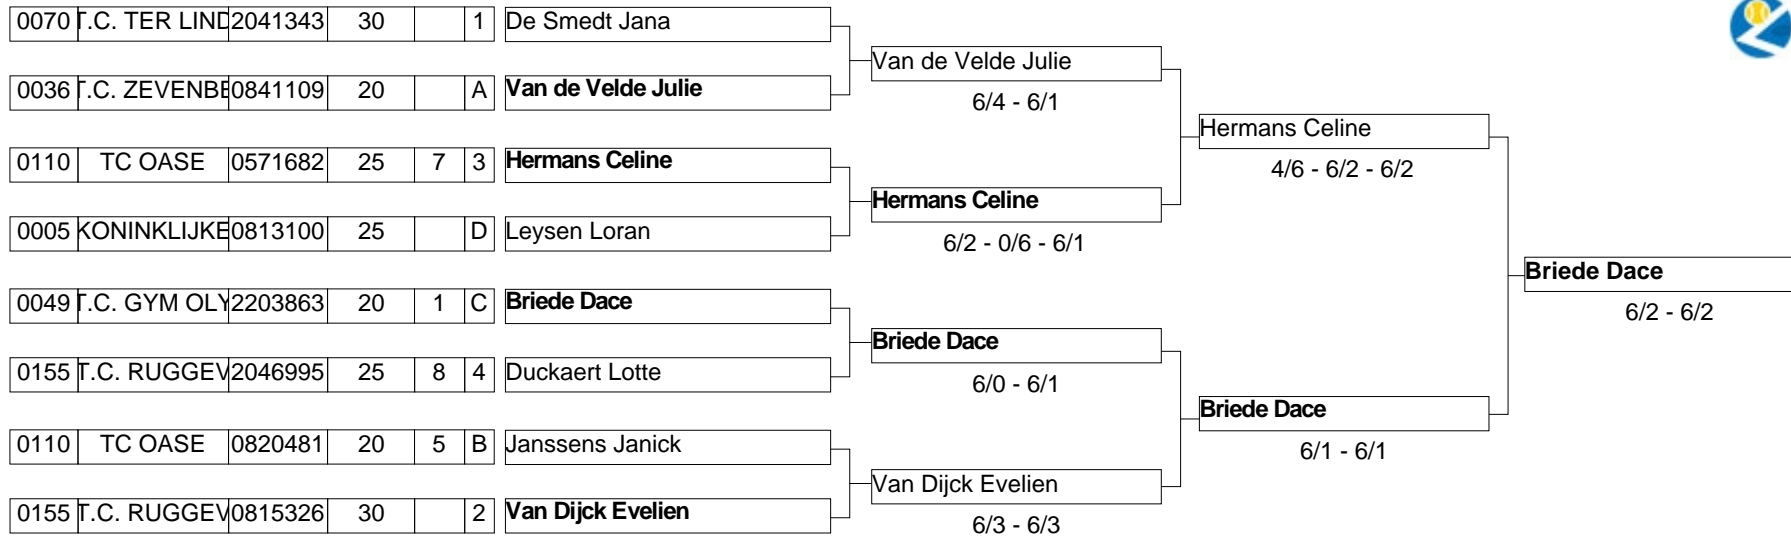 0070 T.C. TER LIND 2041343 30 1 De Smedt Jana
Van de Velde Julie
0036 T.C. ZEVENBE 0841109 20 A Van de Velde Julie
6/4 - 6/1
Hermans Celine
0110 TC OASE 0571682 25 7 3 Hermans Celine
4/6 - 6/2 - 6/2
Hermans Celine
0005 KONINKLIJKE 0813100 25 D Leysen Loran
6/2 - 0/6 - 6/1
Briede Dace
0049 T.C. GYM OLY 2203863 20 1 C Briede Dace
6/2 - 6/2
Briede Dace
0155 T.C. RUGGEV 2046995 25 8 4 Duckaert Lotte
6/0 - 6/1
Briede Dace
0110 TC OASE 0820481 20 5 B Janssens Janick
6/1 - 6/1
Van Dijck Evelien
0155 T.C. RUGGEV 0815326 30 2 Van Dijck Evelien
6/3 - 6/3